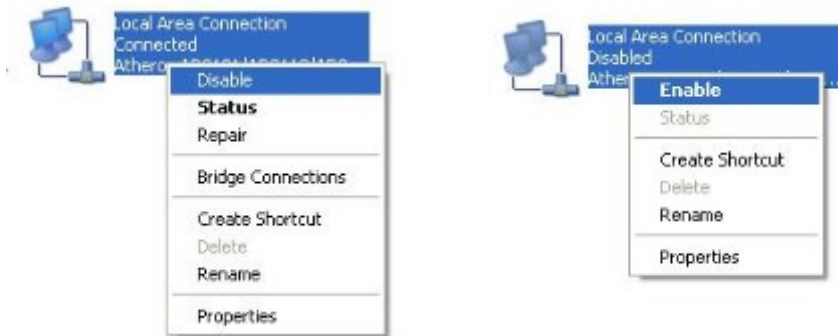 Local Area Connection
Connected
Disable
Status
Repair
Bridge Connections
Create Shortcut
Delete
Rename
Properties
Local Area Connection
Disabled
Enable
Status
Create Shortcut
Delete
Rename
Properties